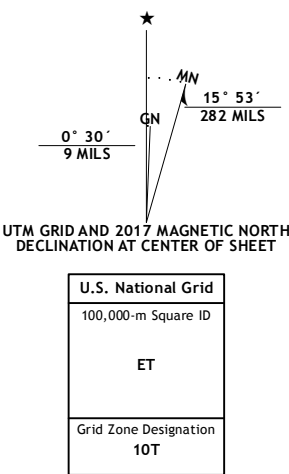 ★
MN
15° 53´
282 MILS
GN
0° 30´
9 MILS
UTM GRID AND 2017 MAGNETIC NORTH
DECLINATION AT CENTER OF SHEET
U.S. National Grid
100,000-m Square ID
ET
Grid Zone Designation
10T